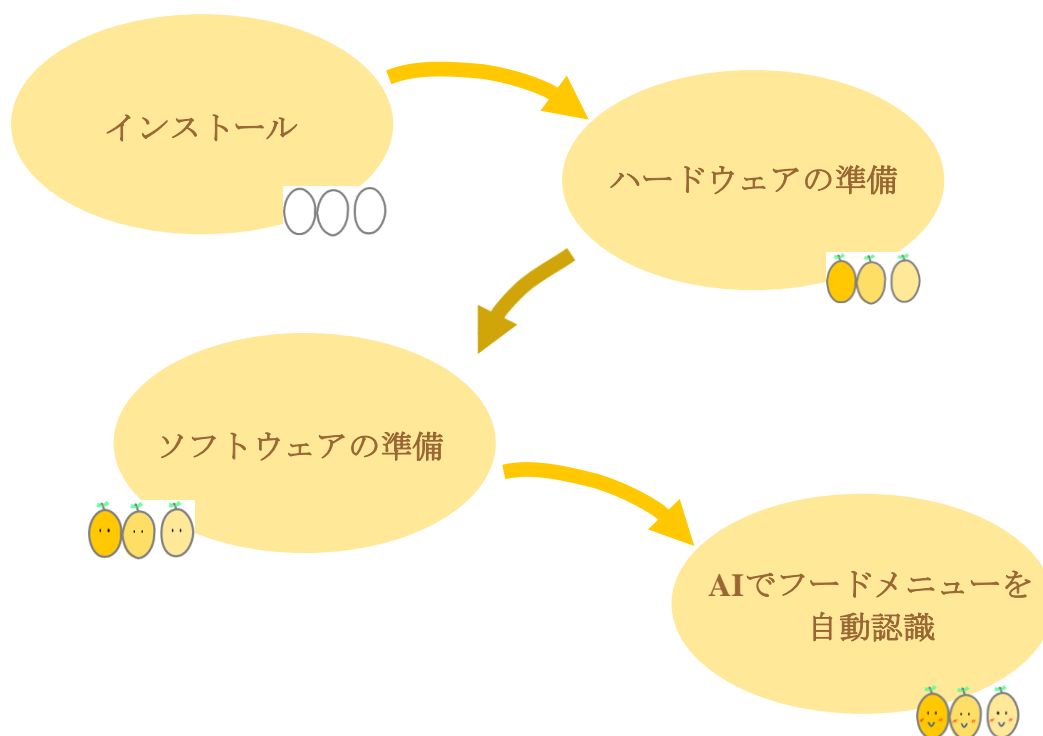 インストール
ハードウェアの準備
ソフトウェアの準備
AIでフードメニューを
自動認識